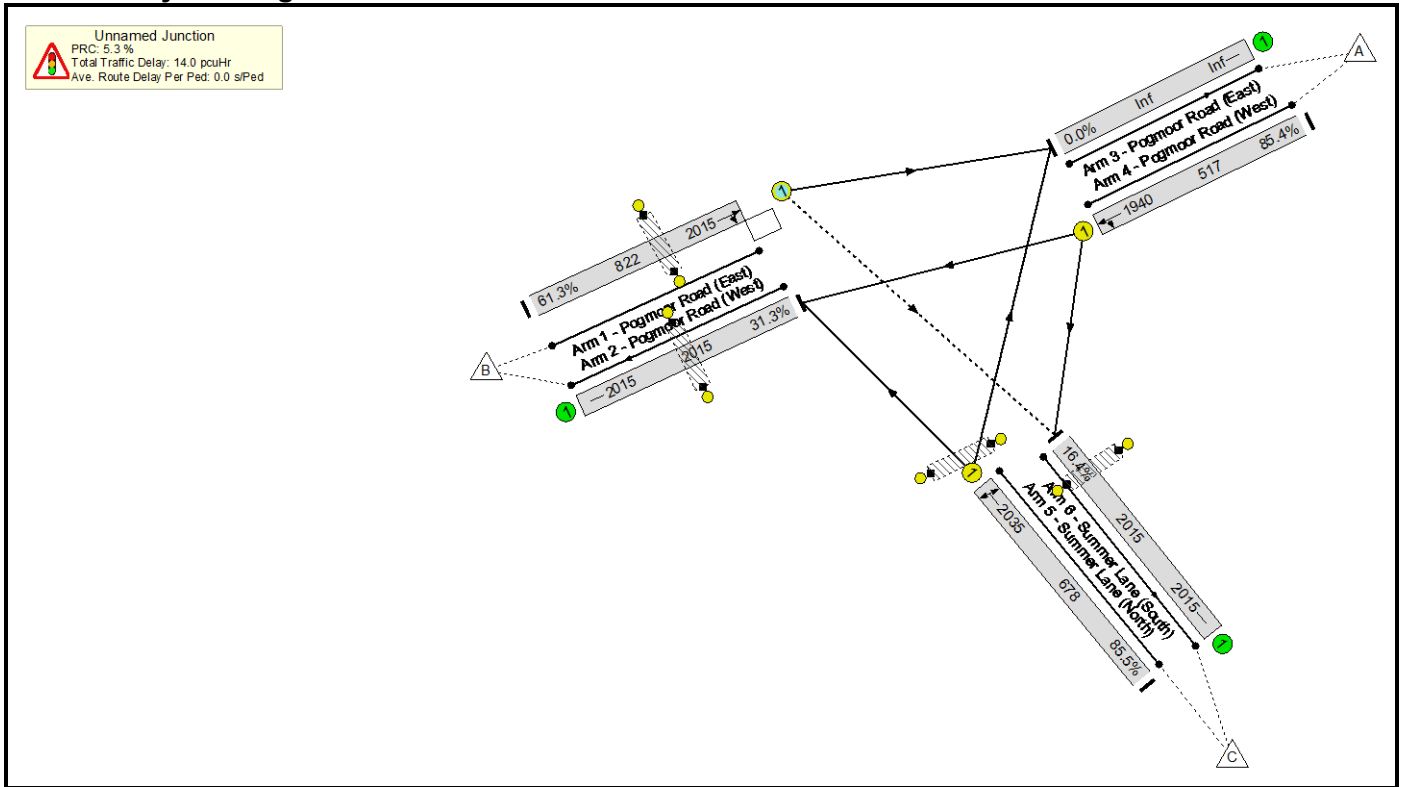 Unnamed Junction
PRC: 5.3 %
Total Traffic Delay: 14.0 pcuHr
Ave. Route Delay Per Ped: 0.0 s/Ped
1
A
Inf
Inf
0.0%
Arm 3 - Pogmoor Road (East)
Arm 4 - Pogmoor Road (West)
85.4%
517
1940
1
1
2015
822
61.3%
Arm 1 - Pogmoor Road (East)
Arm 2 - Pogmoor Road (West)
31.3%
2015
2015
B
1
1
16.4%
2015
2015
Arm 6 - Summer Lane (South)
Arm 5 - Summer Lane (North)
2035
678
85.5%
1
C